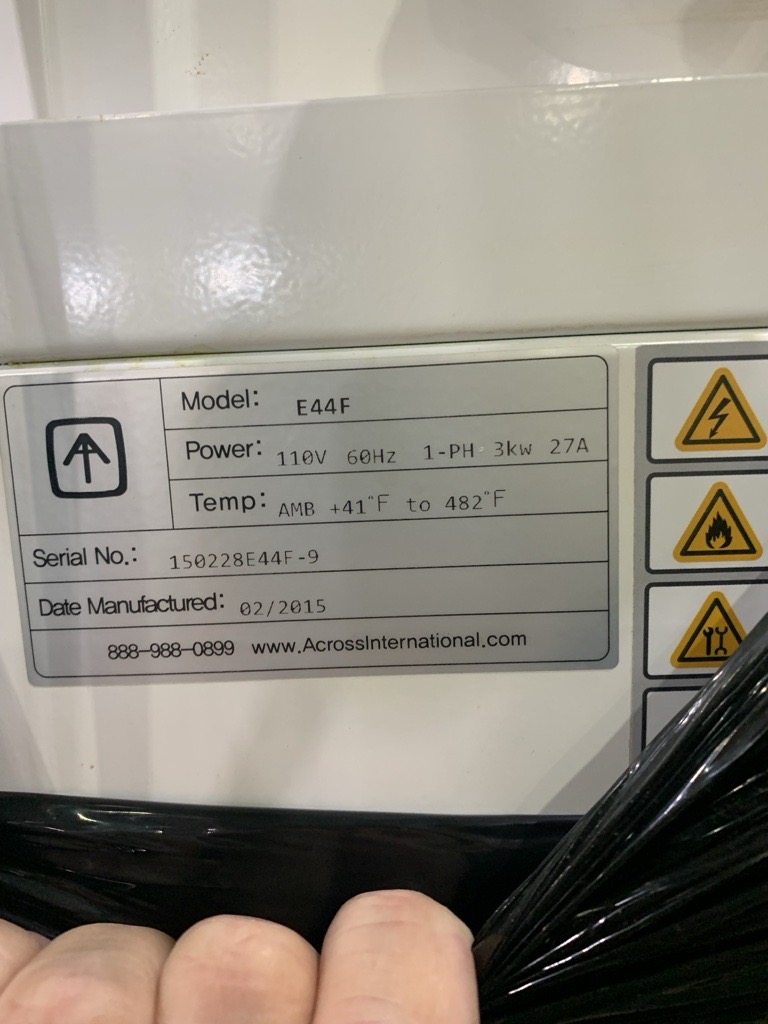 Model: E44F
Power: 110V 60Hz 1-PH 3kw 27A
Temp: AMB +41°F to 482°F
Serial No.: 150228E44F-9
Date Manufactured: 02/2015
888-988-0899 www.AcrossInternational.com